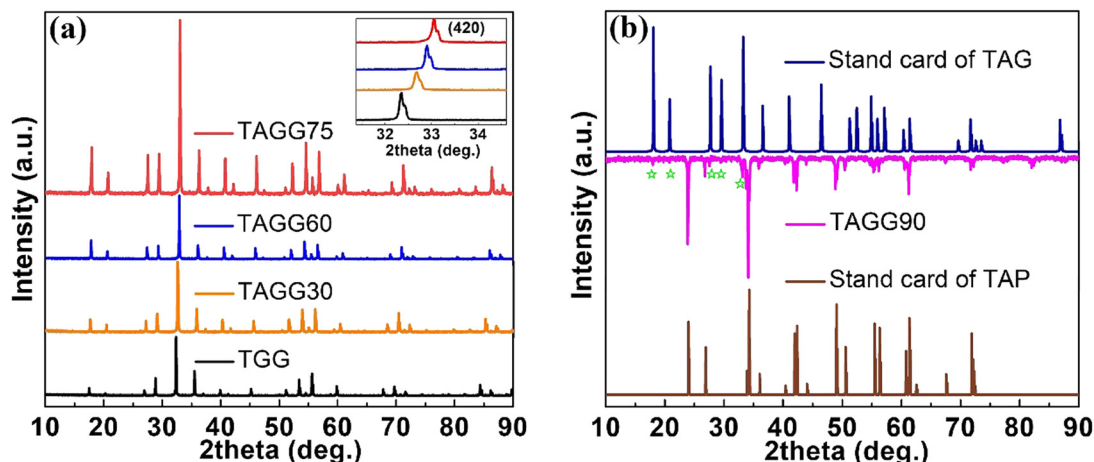 (a)
(420)
32 33 34
2theta (deg.)
TAGG75
TAGG60
TAGG30
TGG
Intensity (a.u.)
10 20 30 40 50 60 70 80 90
2theta (deg.)
(b)
Stand card of TAG
TAGG90
Stand card of TAP
Intensity (a.u.)
10 20 30 40 50 60 70 80 90
2theta (deg.)